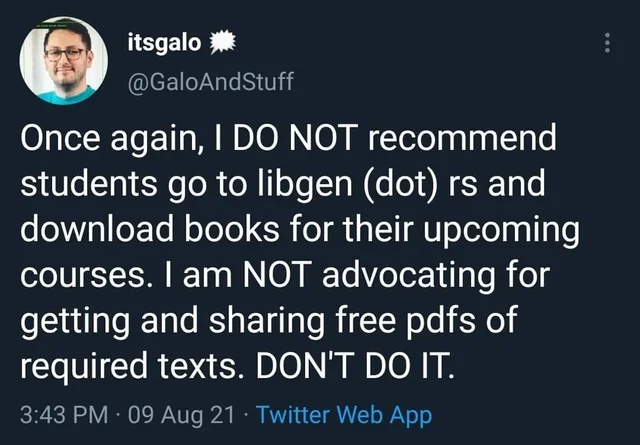 itsgalo
@GaloAndStuff
Once again, I DO NOT recommend
students go to libgen (dot) rs and
download books for their upcoming
courses. I am NOT advocating for
getting and sharing free pdfs of
required texts. DON'T DO IT.
3:43 PM · 09 Aug 21 · Twitter Web App